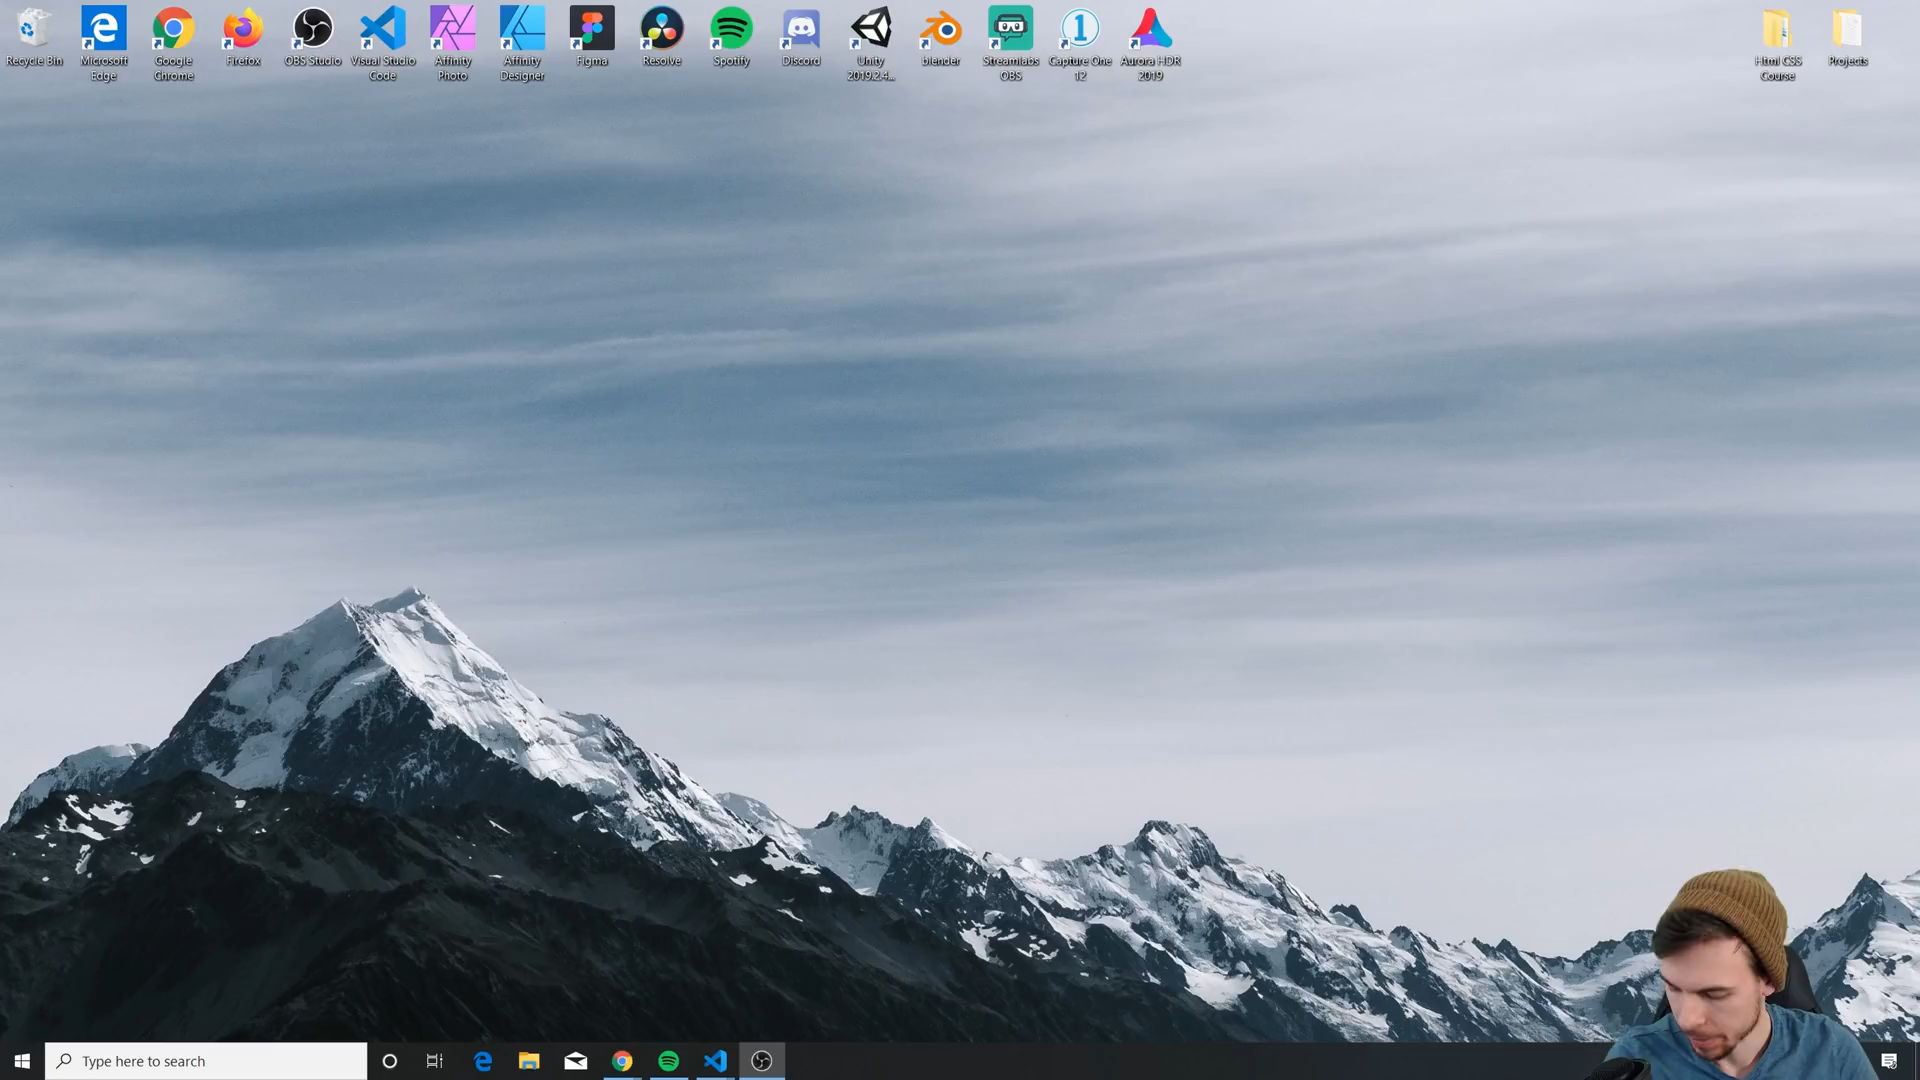 Recycle Bin
Microsoft
Edge
Google
Chrome
Firefox
OBS Studio
Visual Studio
Code
Affinity
Photo
Affinity
Designer
Figma
Resolve
Spotify
Discord
Unity
2019.2.4...
blender
Streamlabs
OBS
Capture One
12
Aurora HDR
2019
Html CSS
Course
Projects
Type here to search